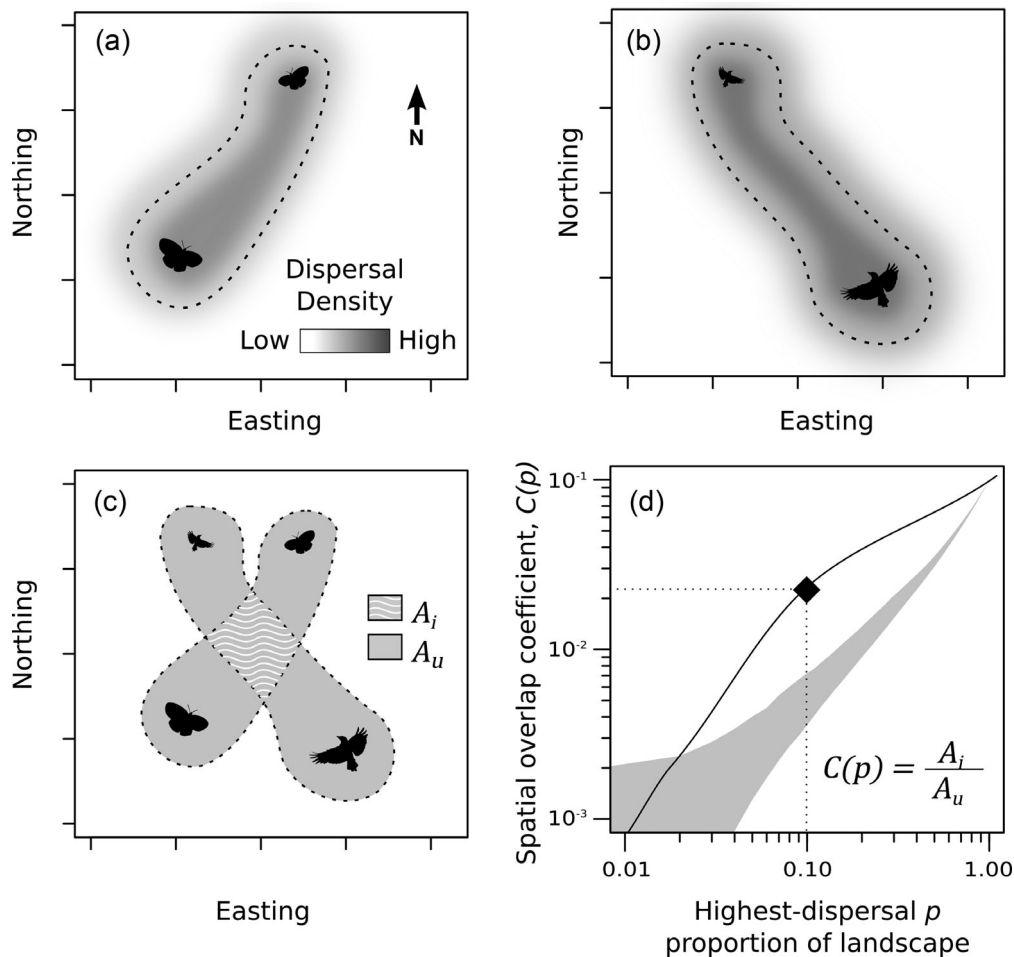 (a)
Northing
N
Dispersal
Density
Low High
Easting
(b)
Northing
Easting
(c)
Northing
A_i
A_u
Easting
(d)
Spatial overlap coefficient, C(p)
10^-1
10^-2
10^-3
C(p) = A_i / A_u
0.01 0.10 1.00
Highest-dispersal p
proportion of landscape